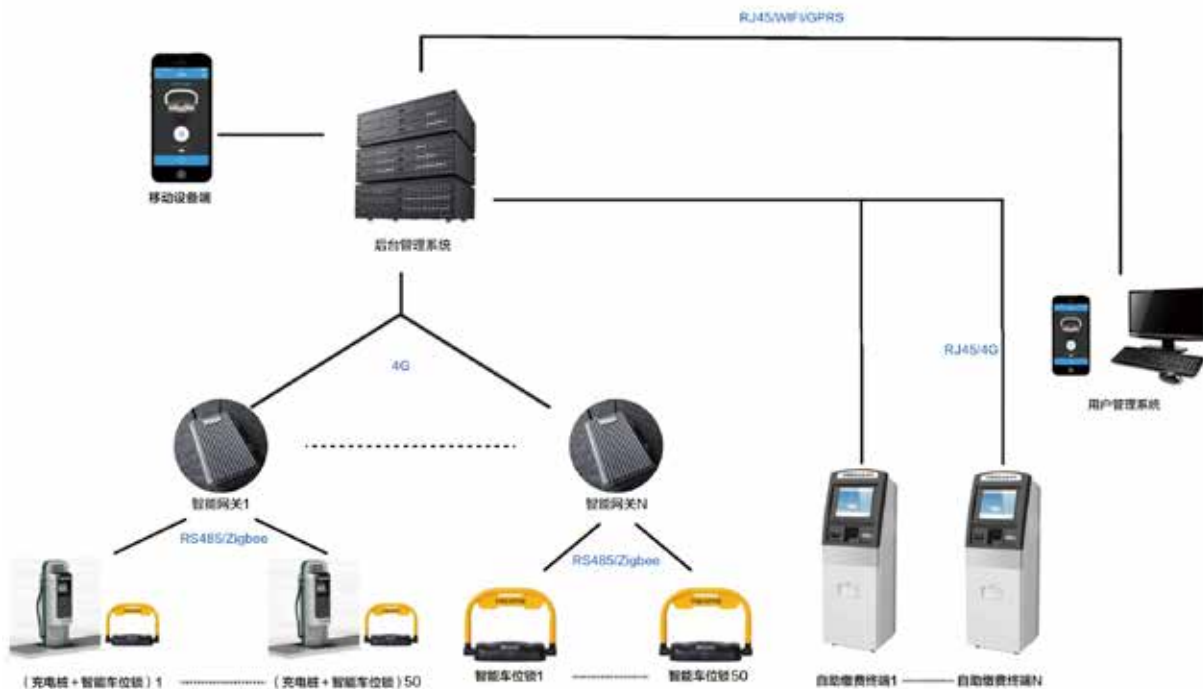 RJ45/WIFI/GPRS
移动设备端
后台管理系统
4G
RJ45/4G
用户管理系统
智能网关1
智能网关N
RS485/Zigbee
RS485/Zigbee
（充电桩+智能车位锁）1
（充电桩+智能车位锁）50
智能车位锁1
智能车位锁50
自助缴费终端1
自助缴费终端N